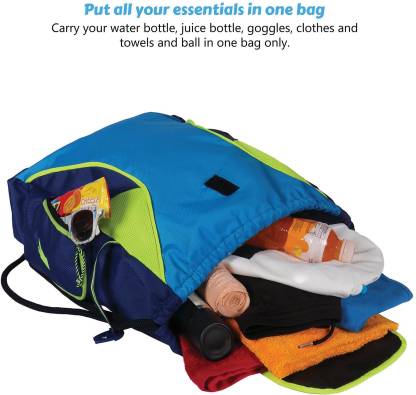 Put all your essentials in one bag
Carry your water bottle, juice bottle, goggles, clothes and
towels and ball in one bag only.